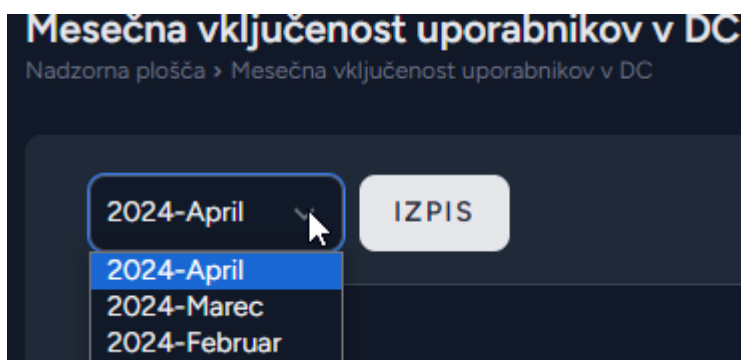 Mesečna vključenost uporabnikov v DC
Nadzorna plošča › Mesečna vključenost uporabnikov v DC
2024-April
IZPIS
2024-April
2024-Marec
2024-Februar